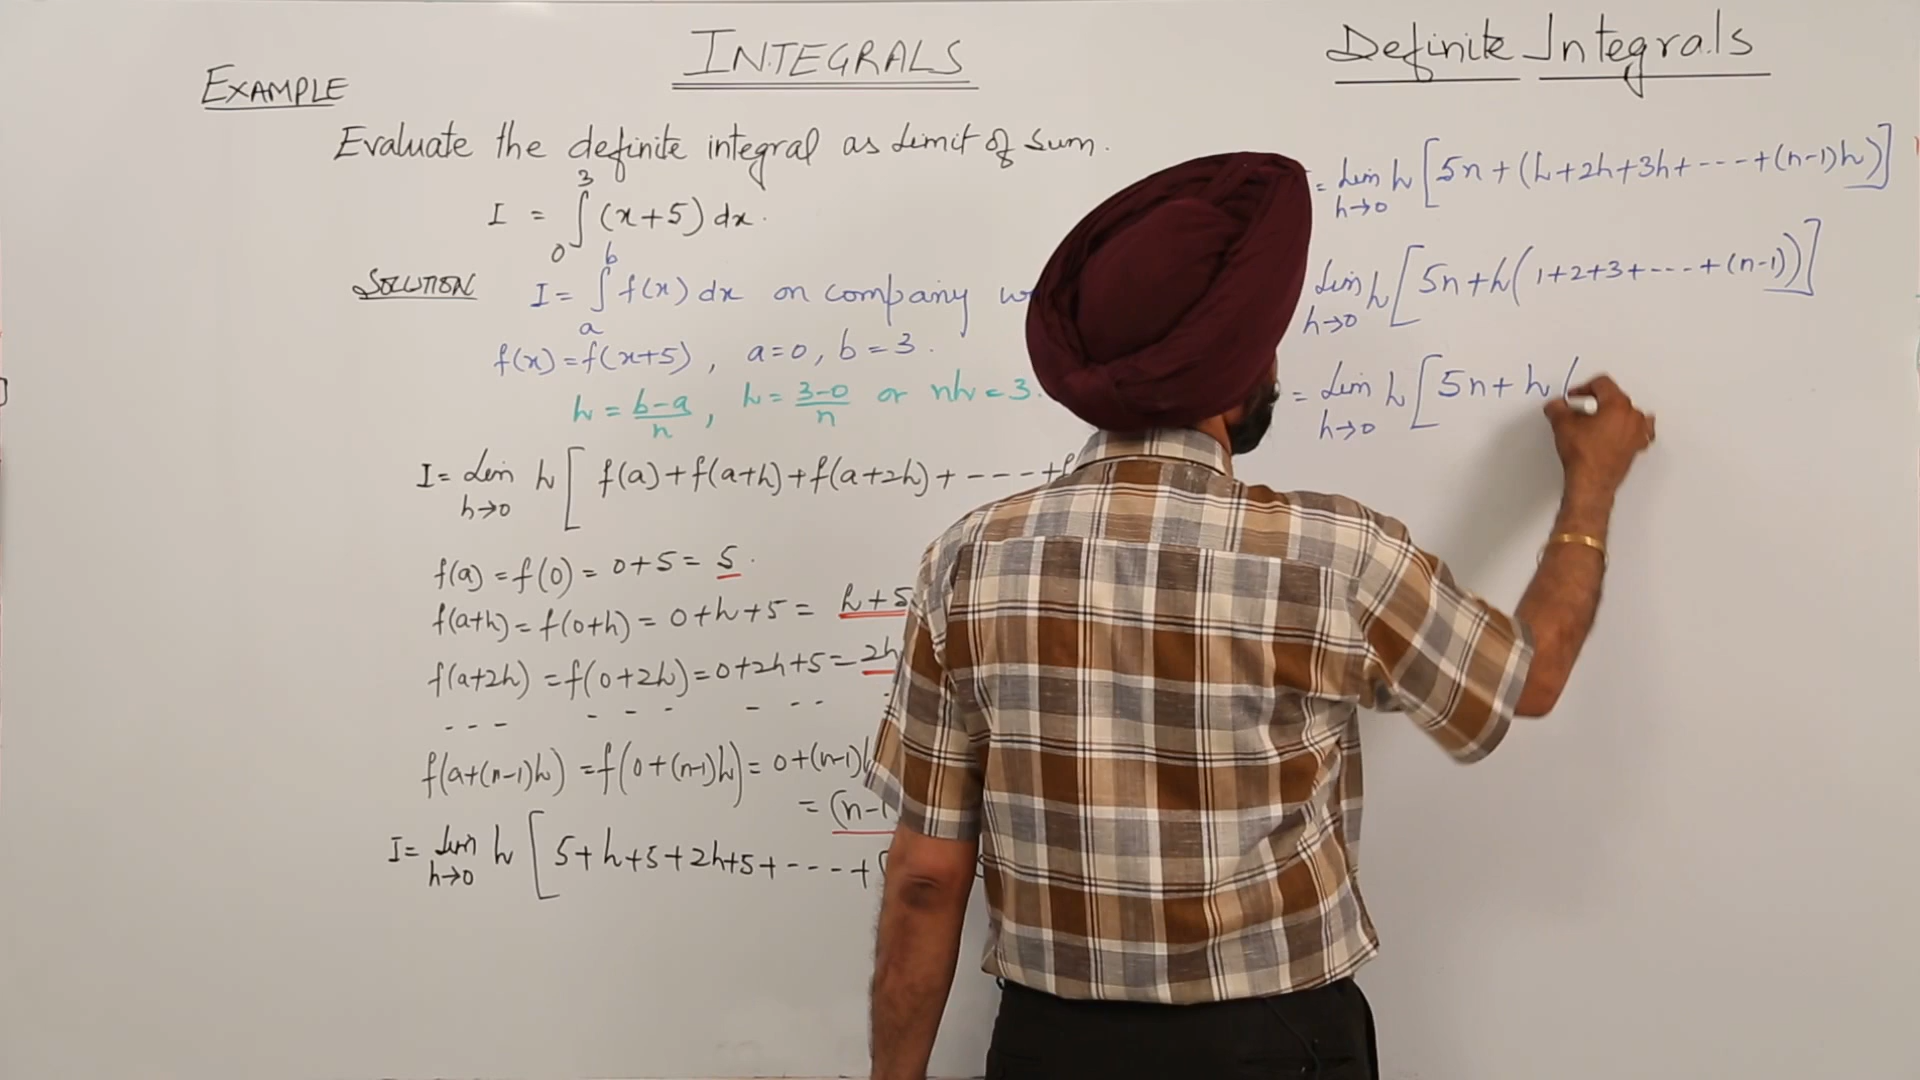 INTEGRALS
Definite Integrals
EXAMPLE
Evaluate the definite integral as Limit of Sum.
I = ∫₀³ (x+5) dx.
SOLUTION I = ∫ₐᵇ f(x) dx on company
f(x) = f(x+5), a=0, b=3.
h = b-a/n, h = 3-0/n or nh = 3.
I = Lim h→0 h [ f(a)+f(a+h)+f(a+2h)+----+
f(a) = f(0) = 0+5 = 5.
f(a+h) = f(0+h) = 0+h+5 = h+5
f(a+2h) = f(0+2h) = 0+2h+5 = 2h
--- --- ---
f(a+(n-1)h) = f(0+(n-1)h) = 0+(n-1)
= (n-1
I = Lim h→0 h [ 5+h+5+2h+5+----+
= Lim h→0 h [5n+(h+2h+3h+----+(n-1)h)]
Lim h→0 h [5n+h(1+2+3+----+(n-1))]
= Lim h→0 h [5n+h(